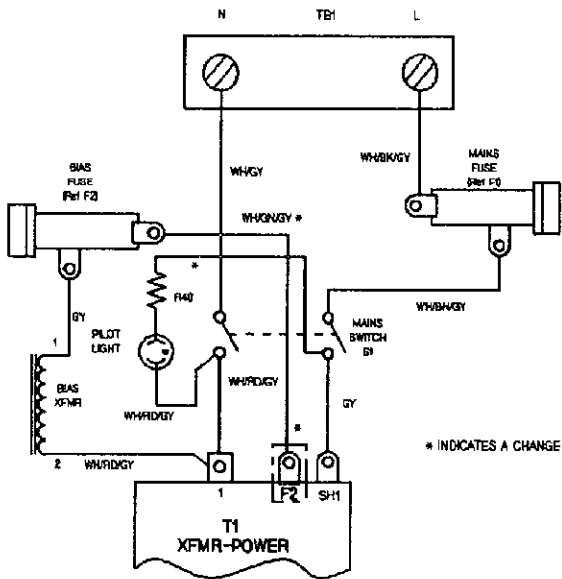 N TB1 L
WH/GY
WH/BK/GY
BIAS
FUSE
(Ref F2)
MAINS
FUSE
(Ref F1)
WH/GN/GY *
*
R40
WH/BH/GY
GY
1
PILOT
LIGHT
MAINS
SWITCH
S1
BIAS
XFMR
WH/RD/GY
WH/RD/GY
GY
2
WH/RD/GY
*
* INDICATES A CHANGE
1
F2
SH1
T1
XFMR-POWER